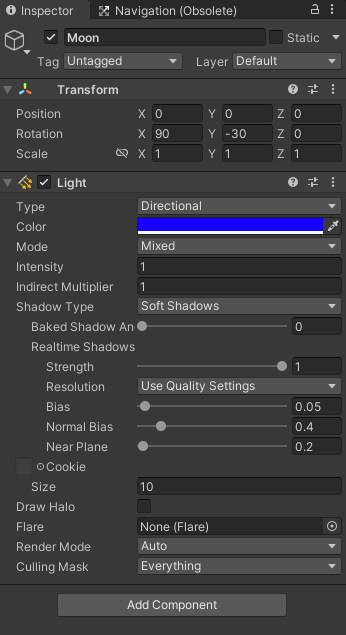 Inspector Navigation (Obsolete)
Moon Static
Tag Untagged Layer Default
Transform
Position X 0 Y 0 Z 0
Rotation X 90 Y -30 Z 0
Scale X 1 Y 1 Z 1
Light
Type Directional
Color
Mode Mixed
Intensity 1
Indirect Multiplier 1
Shadow Type Soft Shadows
Baked Shadow An 0
Realtime Shadows
Strength 1
Resolution Use Quality Settings
Bias 0.05
Normal Bias 0.4
Near Plane 0.2
Cookie
Size 10
Draw Halo
Flare None (Flare)
Render Mode Auto
Culling Mask Everything
Add Component